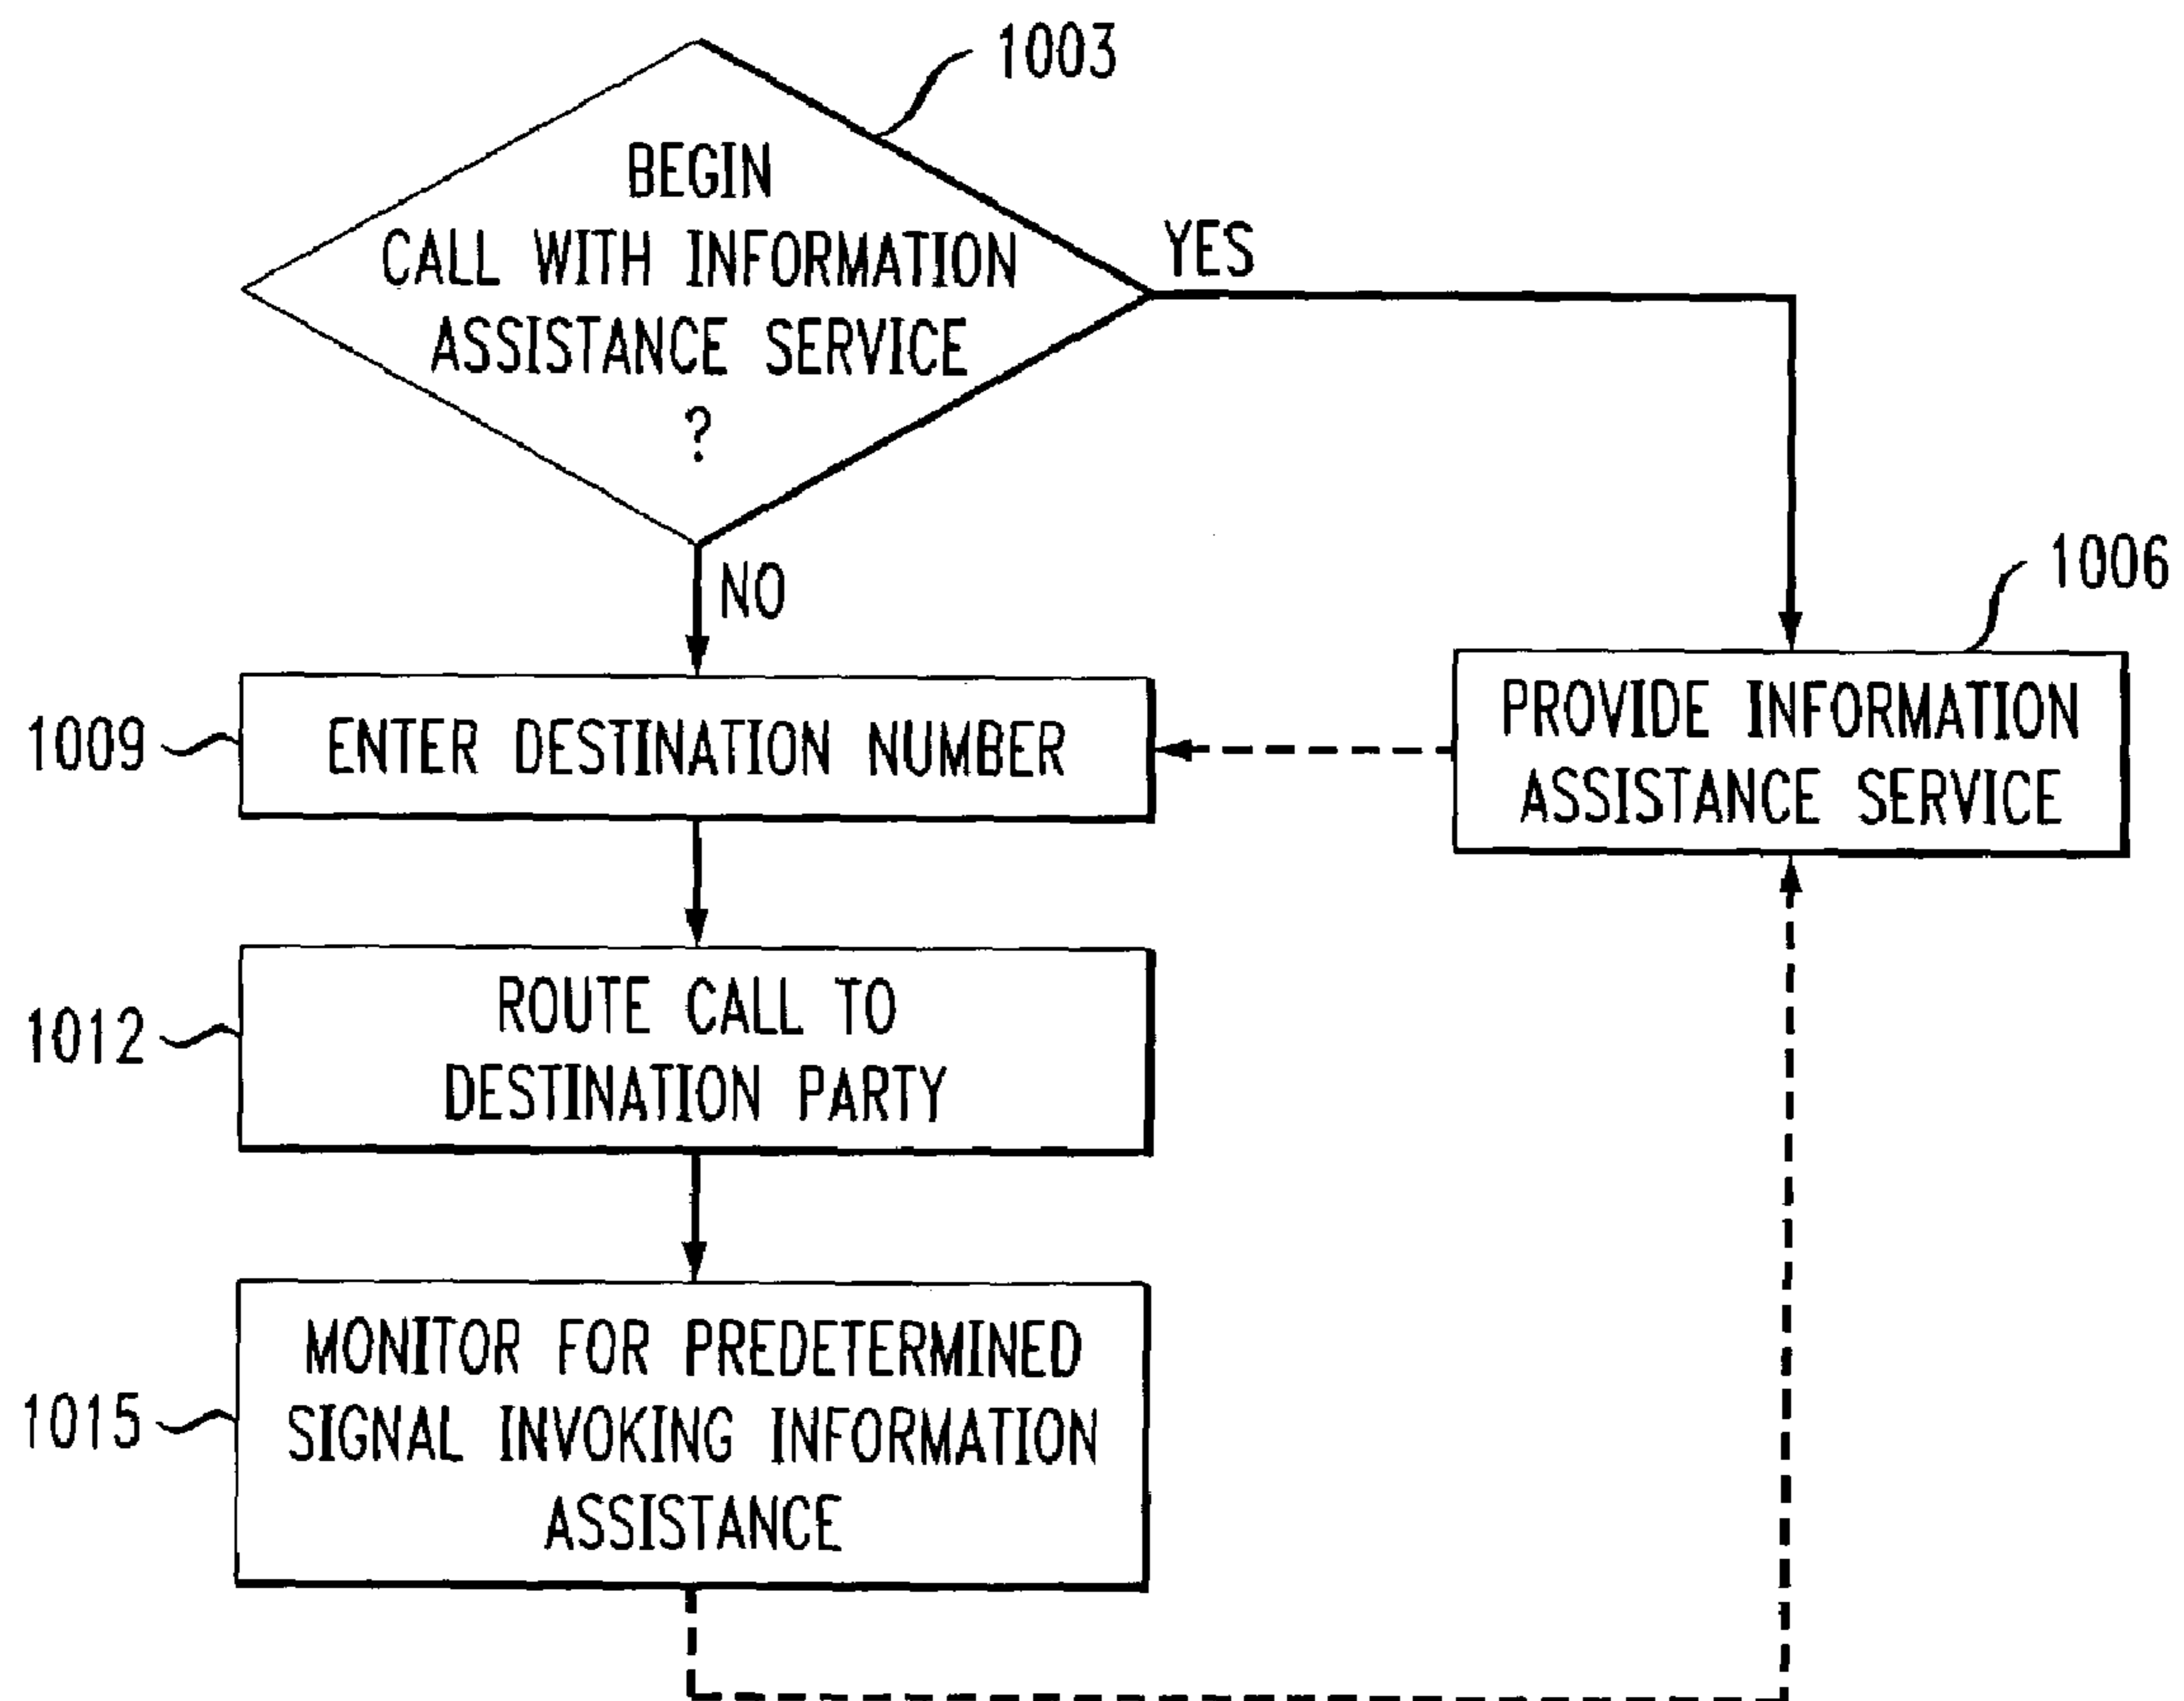 1003
BEGIN
CALL WITH INFORMATION
ASSISTANCE SERVICE
?
YES
NO
1006
PROVIDE INFORMATION
ASSISTANCE SERVICE
1009
ENTER DESTINATION NUMBER
1012
ROUTE CALL TO
DESTINATION PARTY
1015
MONITOR FOR PREDETERMINED
SIGNAL INVOKING INFORMATION
ASSISTANCE